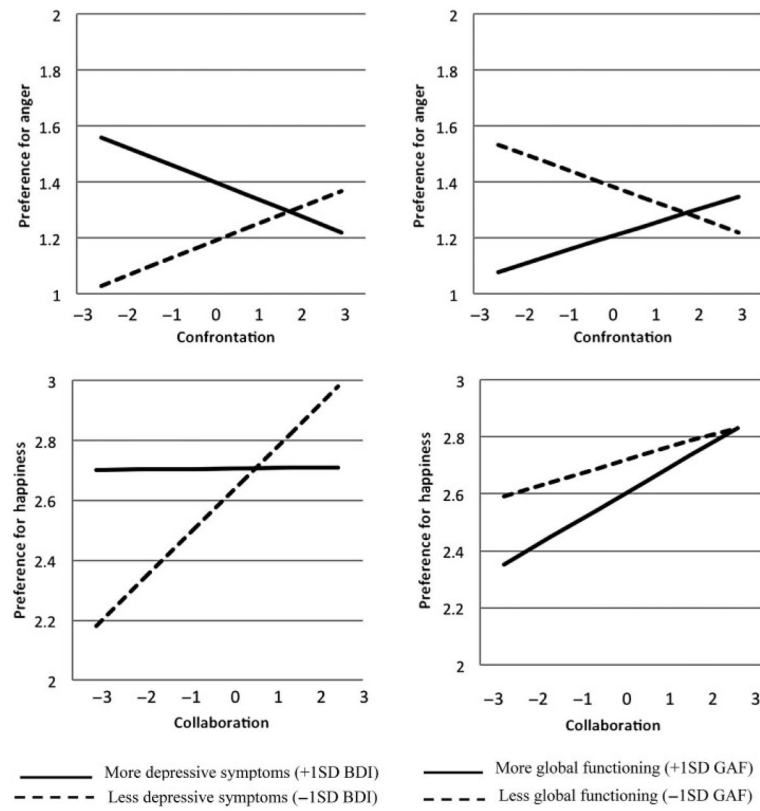 2
1.8
1.6
1.4
1.2
1
Preference for anger
−3 −2 −1 0 1 2 3
Confrontation
2
1.8
1.6
1.4
1.2
1
Preference for anger
−3 −2 −1 0 1 2 3
Confrontation
3
2.8
2.6
2.4
2.2
2
Preference for happiness
−3 −2 −1 0 1 2 3
Collaboration
3
2.8
2.6
2.4
2.2
2
Preference for happiness
−3 −2 −1 0 1 2 3
Collaboration
More depressive symptoms (+1SD BDI)
Less depressive symptoms (−1SD BDI)
More global functioning (+1SD GAF)
Less global functioning (−1SD GAF)